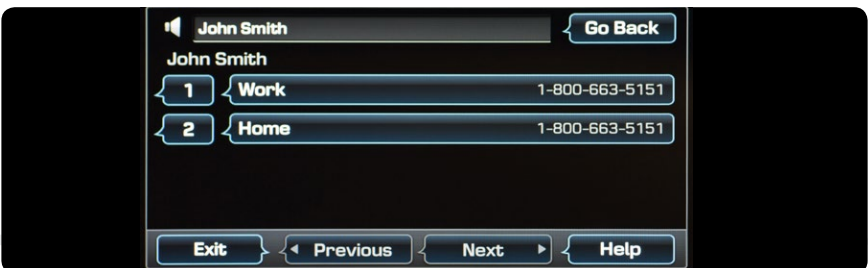 John Smith Go Back
John Smith
1 Work 1-800-663-5151
2 Home 1-800-663-5151
Exit Previous Next Help